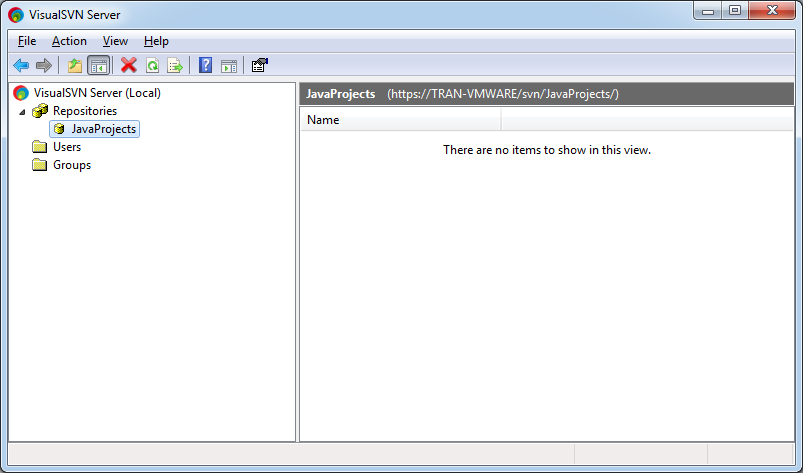 VisualSVN Server
File Action View Help
VisualSVN Server (Local)
Repositories
JavaProjects
Users
Groups
JavaProjects (https://TRAN-VMWARE/svn/JavaProjects/)
Name
There are no items to show in this view.